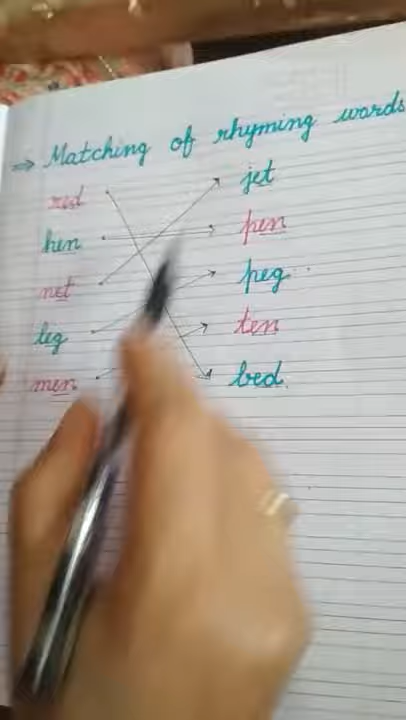 ⇒ Matching of rhyming words
red jet
hen pen
net peg
leg ten
men bed.